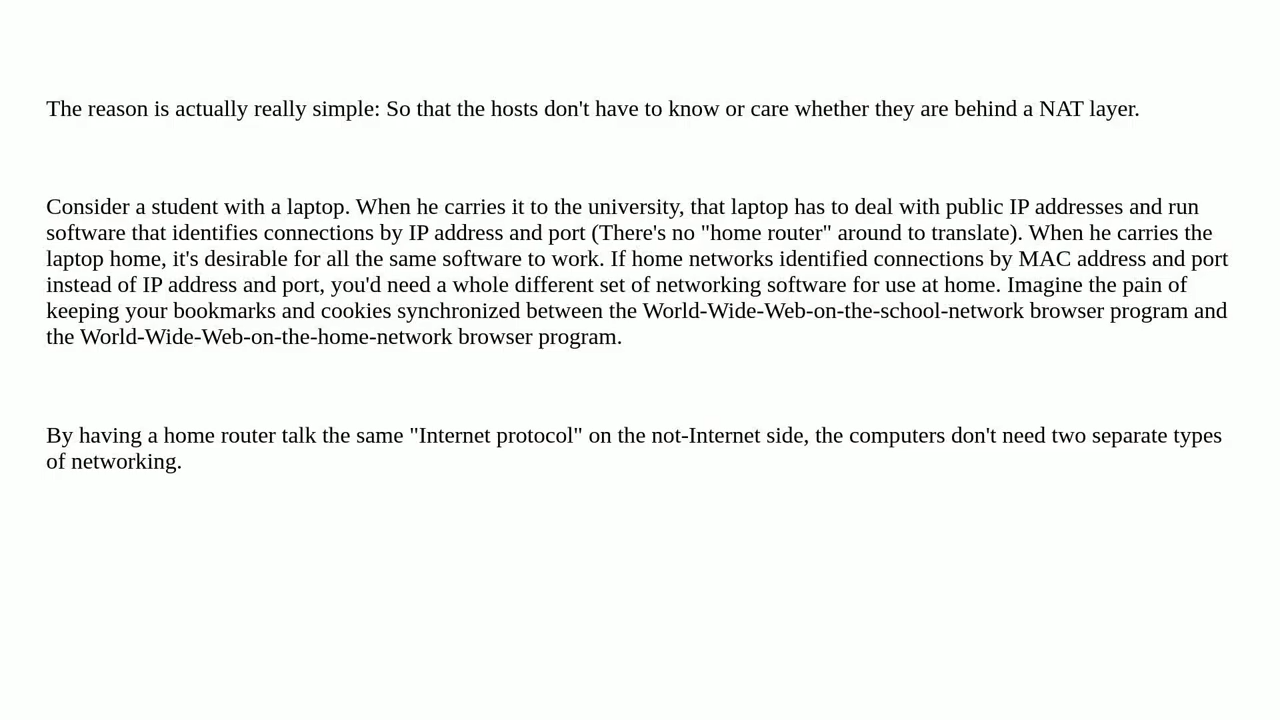 The reason is actually really simple: So that the hosts don't have to know or care whether they are behind a NAT layer.
Consider a student with a laptop. When he carries it to the university, that laptop has to deal with public IP addresses and run
software that identifies connections by IP address and port (There's no "home router" around to translate). When he carries the
laptop home, it's desirable for all the same software to work. If home networks identified connections by MAC address and port
instead of IP address and port, you'd need a whole different set of networking software for use at home. Imagine the pain of
keeping your bookmarks and cookies synchronized between the World-Wide-Web-on-the-school-network browser program and
the World-Wide-Web-on-the-home-network browser program.
By having a home router talk the same "Internet protocol" on the not-Internet side, the computers don't need two separate types
of networking.